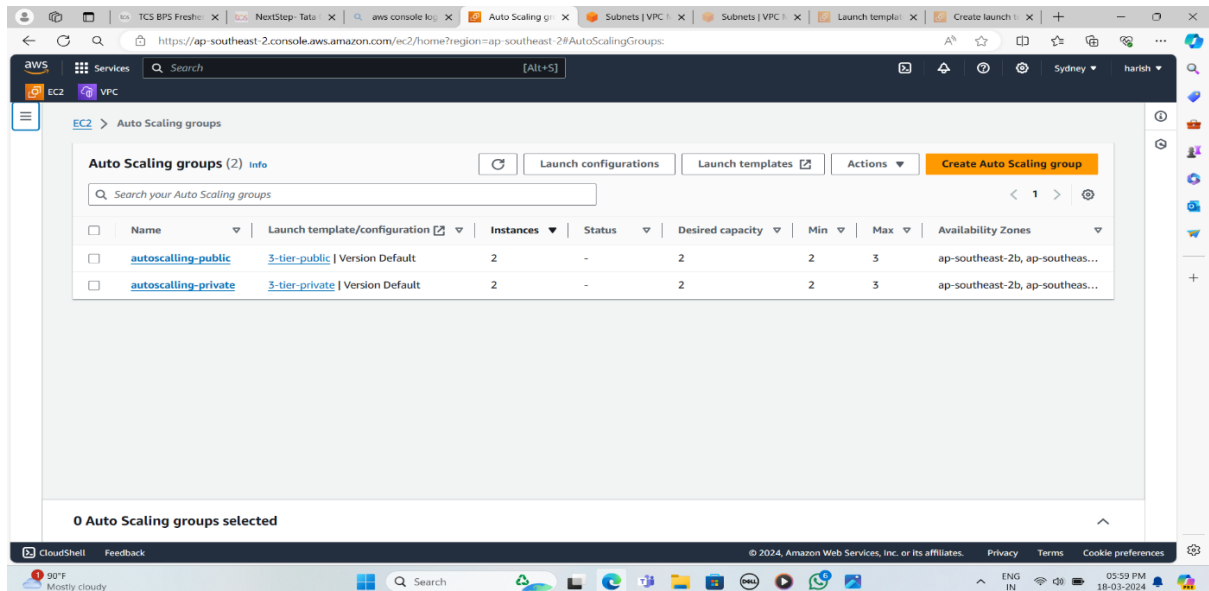 TCS BPS Fresher
NextStep- Tata
aws console log
Auto Scaling gro
Subnets | VPC
Subnets | VPC
Launch templat
Create launch t
https://ap-southeast-2.console.aws.amazon.com/ec2/home?region=ap-southeast-2#AutoScalingGroups:
aws
Services
Search
[Alt+S]
Sydney
harish
EC2
VPC
EC2 > Auto Scaling groups
Auto Scaling groups (2) Info
Launch configurations
Launch templates
Actions
Create Auto Scaling group
Search your Auto Scaling groups
1
Name Launch template/configuration Instances Status Desired capacity Min Max Availability Zones
autoscalling-public 3-tier-public | Version Default 2 - 2 2 3 ap-southeast-2b, ap-southeas...
autoscalling-private 3-tier-private | Version Default 2 - 2 2 3 ap-southeast-2b, ap-southeas...
0 Auto Scaling groups selected
CloudShell Feedback © 2024, Amazon Web Services, Inc. or its affiliates. Privacy Terms Cookie preferences
1
90°F
Mostly cloudy
Search
DELL
6
ENG
IN
05:59 PM
18-03-2024